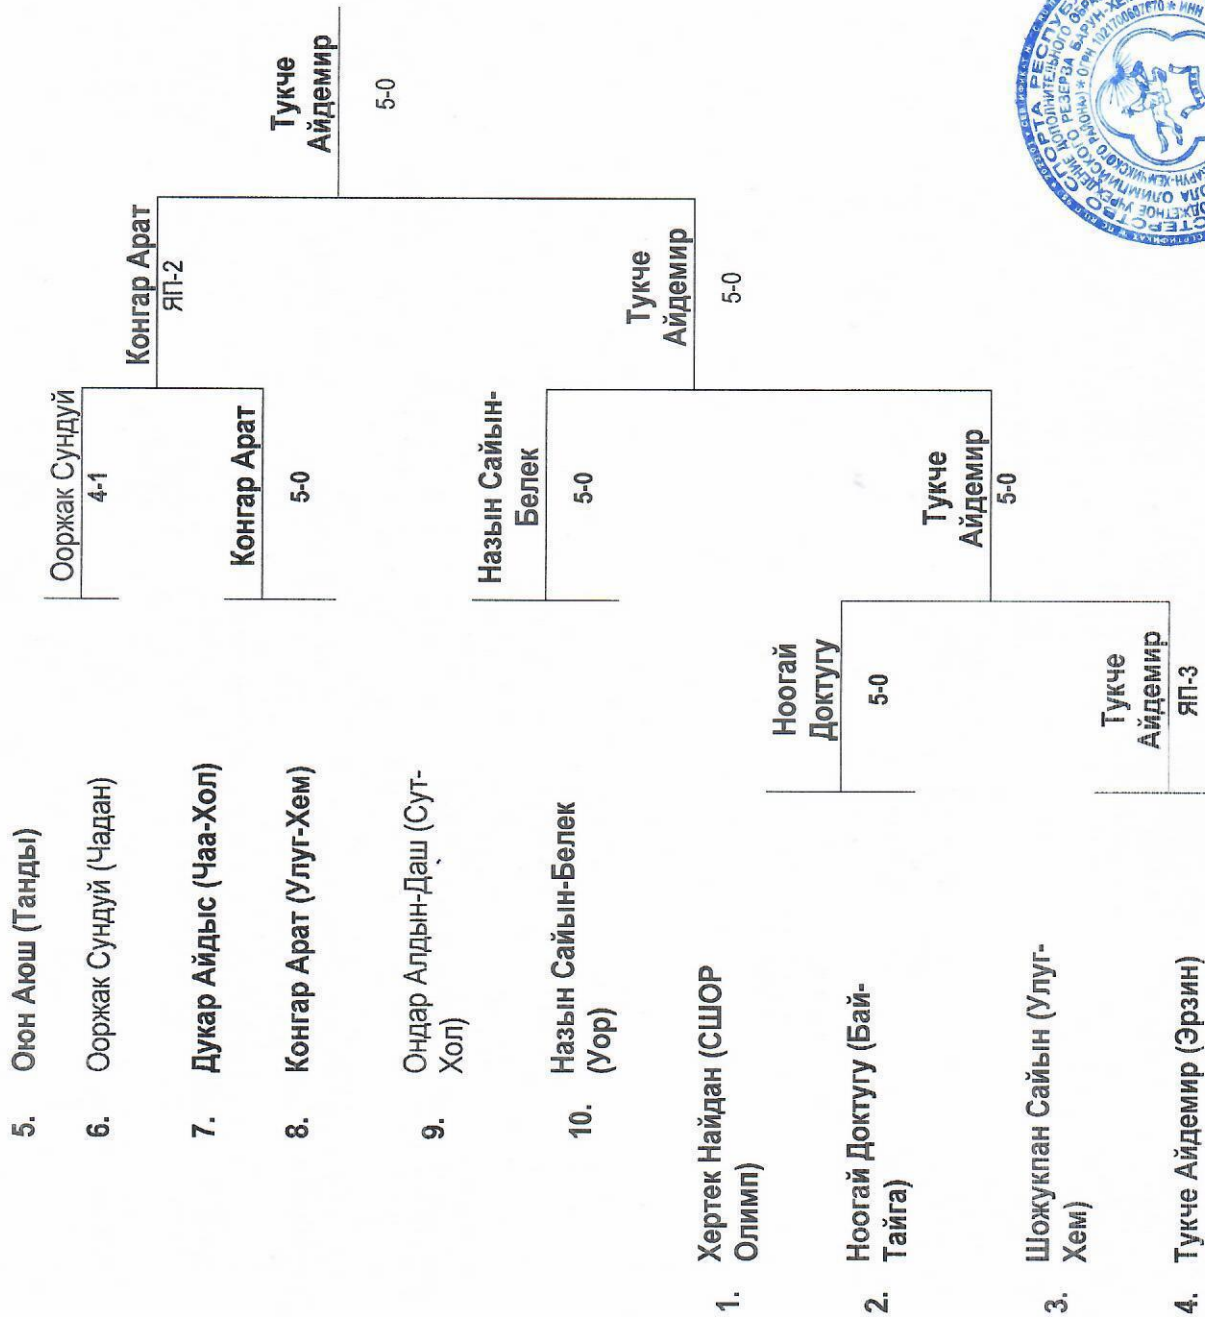 5. Оюн Аюш (Танды)
6. Ооржак Сундуй (Чадан)
7. Дукар Айдыс (Чаа-Хол)
8. Конгар Арат (Улуг-Хем)
9. Ондар Алдын-Даш (Сут-
Хол)
10. Назын Сайын-Белек
(Уор)
1. Хертек Найдан (СШОР
Олимп)
2. Ноогай Доктугу (Бай-
Тайга)
3. Шожукпан Сайын (Улуг-
Хем)
4. Тукче Айдемир (Эрзин)
Ооржак Сундуй
4-1
Конгар Арат
5-0
Назын Сайын-
Белек
5-0
Ноогай
Доктугу
5-0
Тукче
Айдемир
ЯП-3
Тукче
Айдемир
5-0
Конгар Арат
ЯП-2
Тукче
Айдемир
5-0
Тукче
Айдемир
5-0